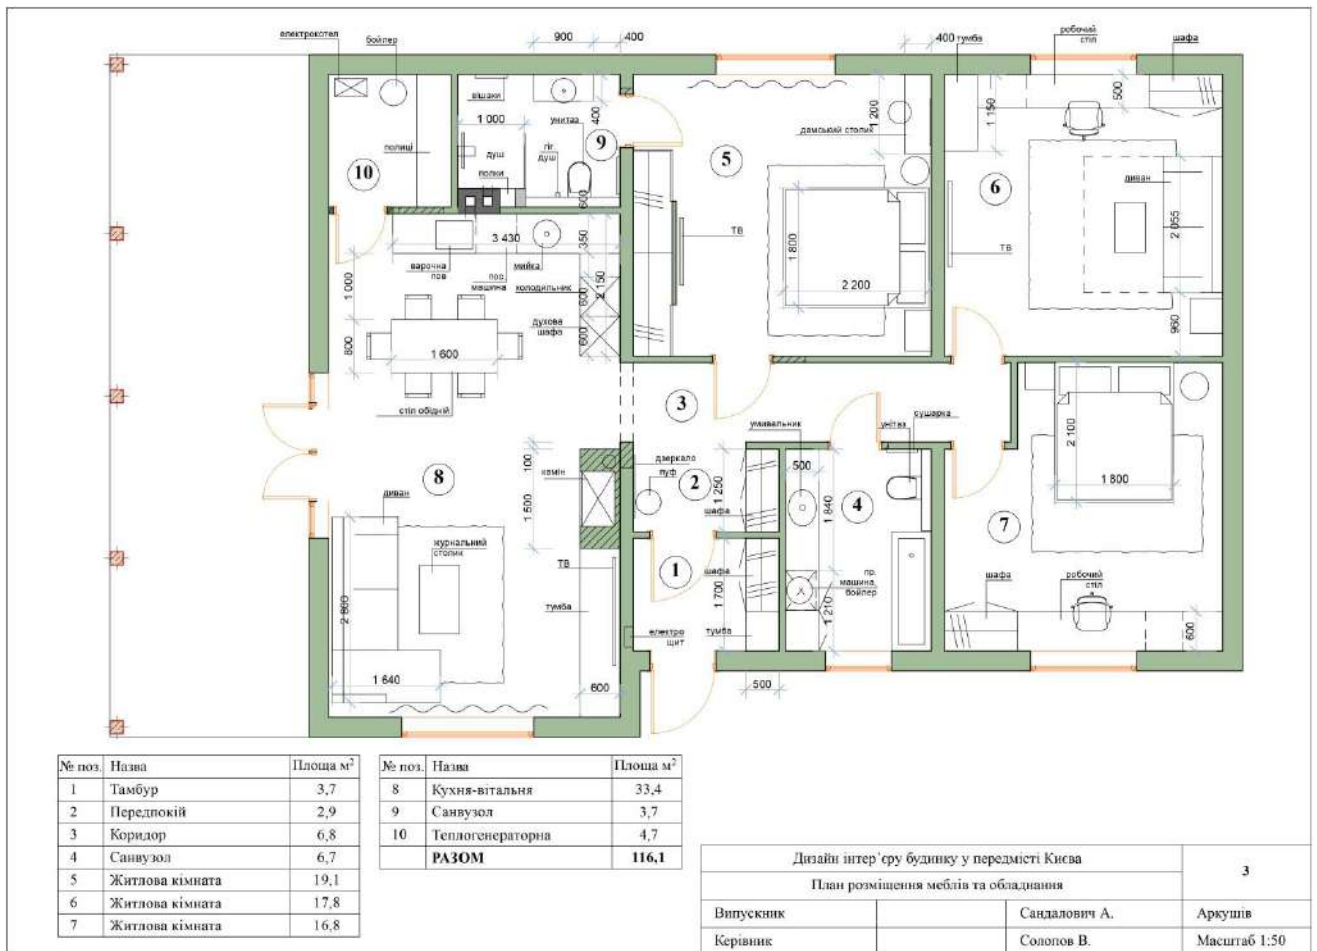 електрокотел
бойлер
900
400
400
тумба
робочий
стіл
шафа
вішаки
1 000
унитаз
400
душ
гіг
душ
полки
600
9
полиці
10
5
1 200
дамський столик
1 150
500
6
диван
2 055
ТВ
ТВ
1 800
2 200
960
3 430
350
варочна
пов
пос
машина
мийка
холодильник
2 150
600
духова
шафа
600
1 000
800
1 600
стіл обідній
3
умивальник
унітаз
сушарка
2 100
1 800
дзеркало
пуф
2
1 250
шафа
500
1 840
4
100
камін
1 500
8
диван
журнальний
столик
ТВ
тумба
2 800
1 640
600
1
шафа
1 700
електро
щит
тумба
500
пр.
машина,
бойлер
1 210
7
шафа
робочий
стіл
600
№ поз. Назва Площа м²
1 Тамбур 3,7
2 Передпокій 2,9
3 Коридор 6,8
4 Санвузол 6,7
5 Житлова кімната 19,1
6 Житлова кімната 17,8
7 Житлова кімната 16,8
№ поз. Назва Площа м²
8 Кухня-вітальня 33,4
9 Санвузол 3,7
10 Теплогенераторна 4,7
РАЗОМ 116,1
Дизайн інтер’єру будинку у передмісті Києва
3
План розміщення меблів та обладнання
Випускник Сандалович А. Аркушів
Керівник Солопов В. Масштаб 1:50